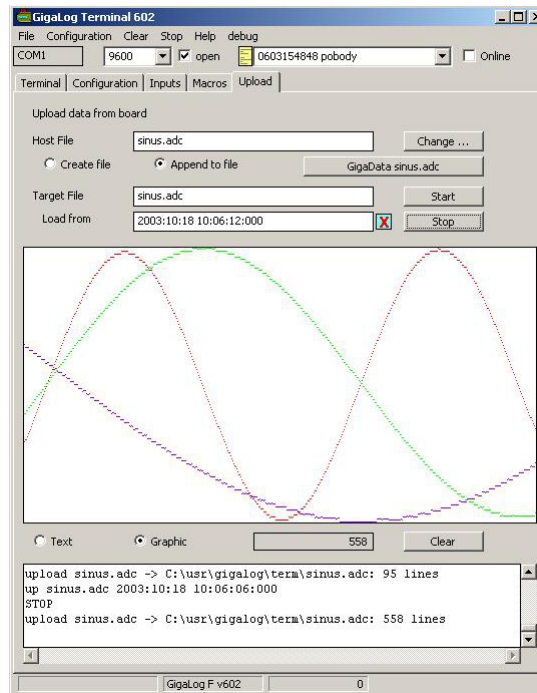 GigaLog Terminal 602
File Configuration Clear Stop Help debug
COM1 9600 open 0603154848 pobody Online
Terminal Configuration Inputs Macros Upload
Upload data from board
Host File sinus.adc Change ...
Create file Append to file GigaData sinus.adc
Target File sinus.adc Start
Load from 2003:10:18 10:06:12:000 X Stop
Text Graphic 558 Clear
upload sinus.adc -> C:\usr\gigalog\term\sinus.adc: 95 lines
up sinus.adc 2003:10:18 10:06:06:000
STOP
upload sinus.adc -> C:\usr\gigalog\term\sinus.adc: 558 lines
GigaLog F v602 0